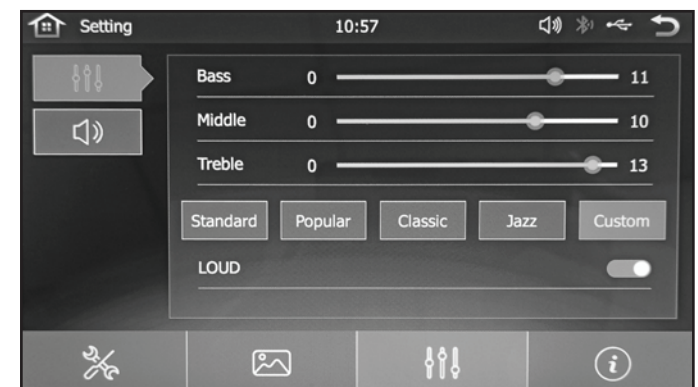 Setting 10:57
Bass 0 11
Middle 0 10
Treble 0 13
Standard Popular Classic Jazz Custom
LOUD
i